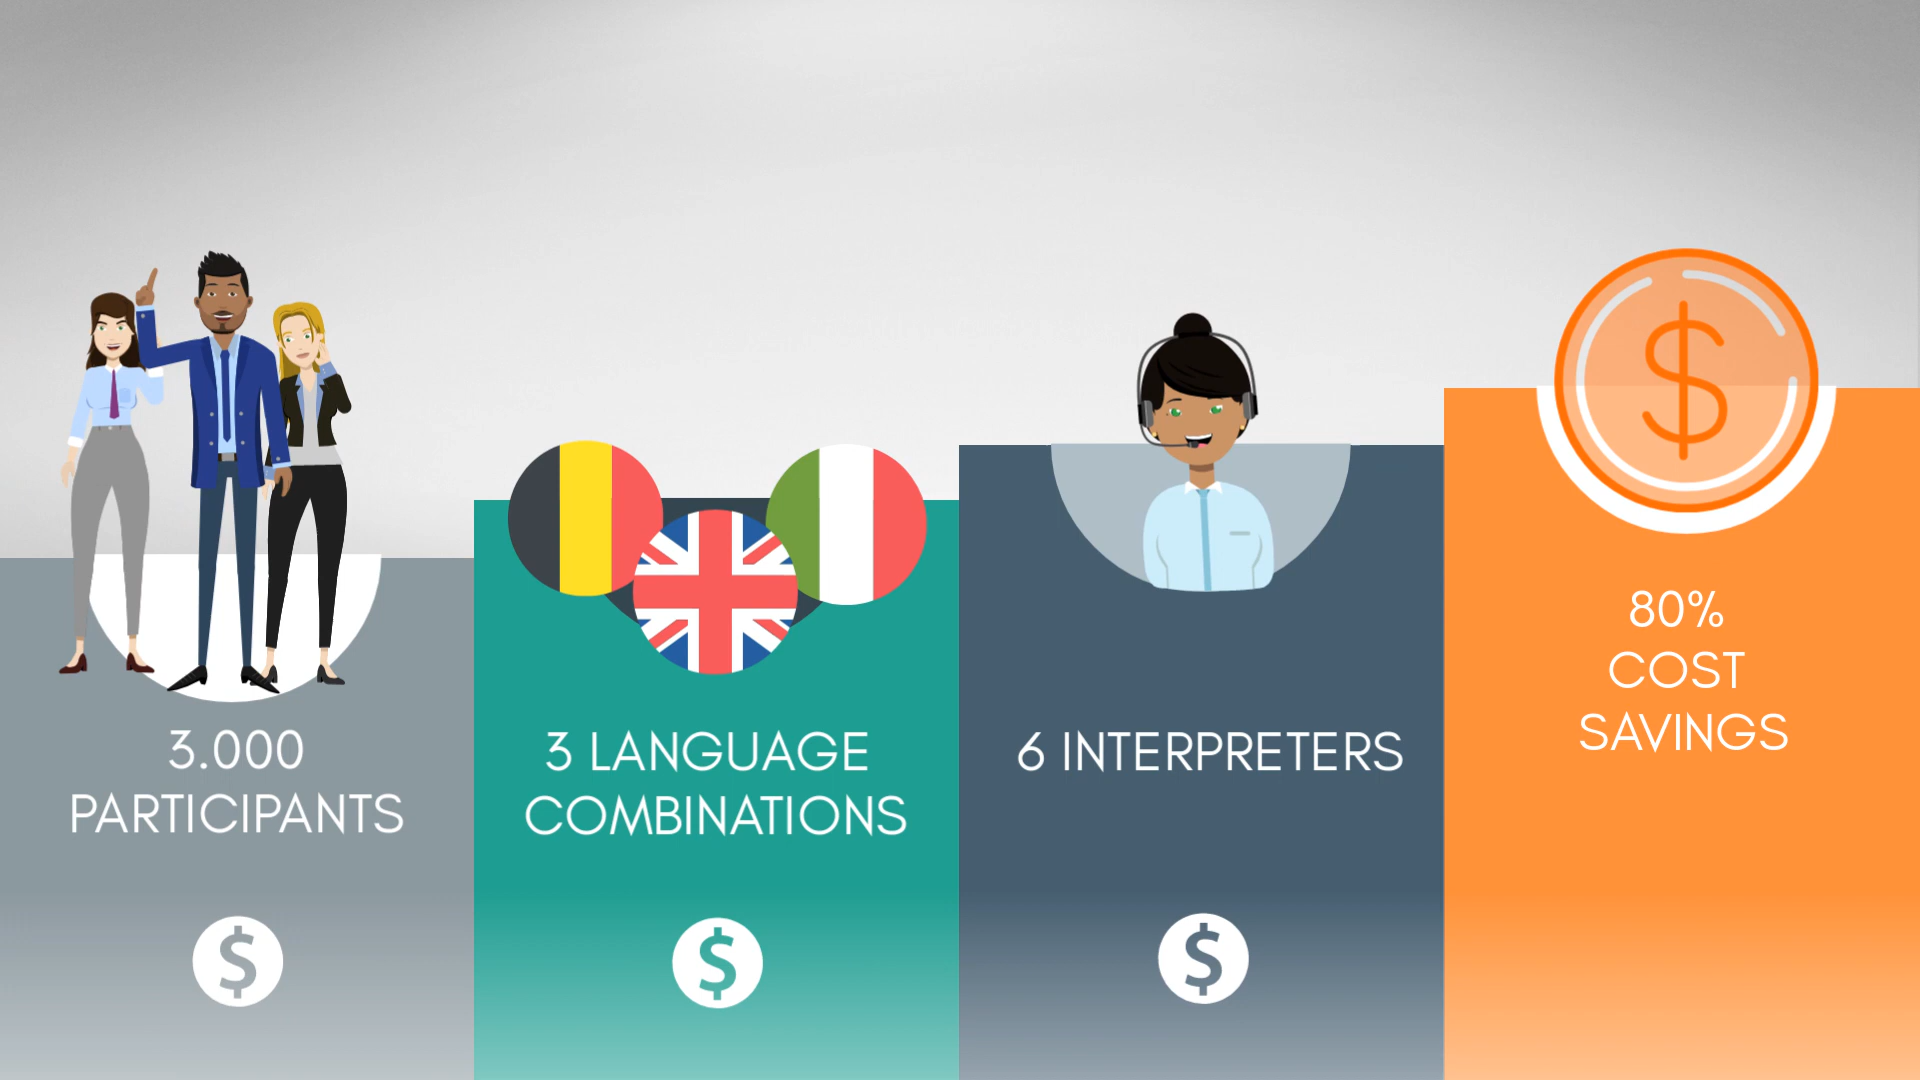 3.000
PARTICIPANTS
$
3 LANGUAGE
COMBINATIONS
$
6 INTERPRETERS
$
$
80%
COST
SAVINGS